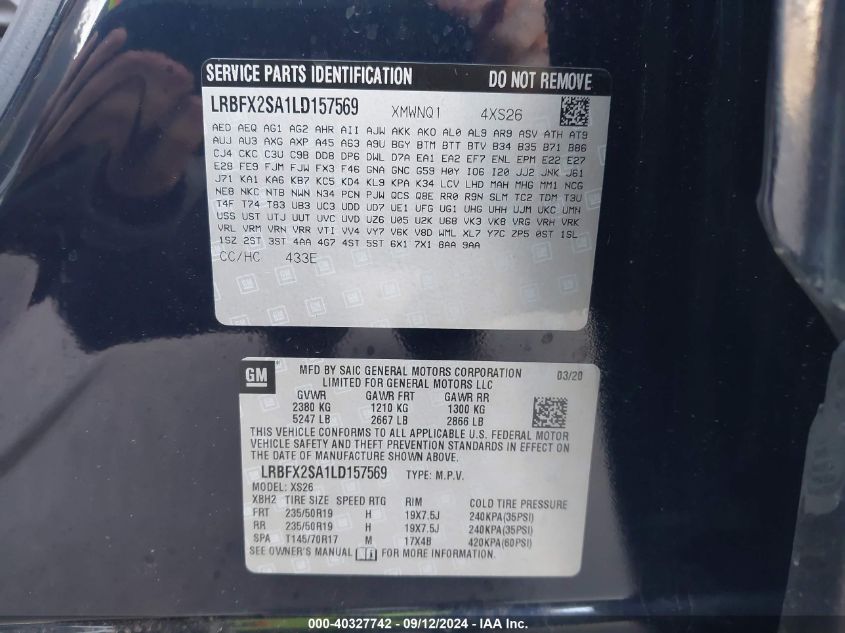 SERVICE PARTS IDENTIFICATION DO NOT REMOVE
LRBFX2SA1LD157569 XMWNQ1 4XS26
AED AEQ AG1 AG2 AHR AII AJW AKK AKO AL0 AL9 AR9 ASV ATH AT9
AUJ AU3 AXG AXP A45 AG3 A9U BGY BTM BTT BTV B34 B35 B71 B86
CJ4 CKC C3U C9B DD8 DP6 DWL D7A EA1 EA2 EF7 ENL EPM E22 E27
E28 FE9 FJM FJW FX3 F46 GNA GNC G59 H0Y IO6 I20 JJ2 JNK J61
J71 KA1 KA6 KB7 KC5 KD4 KL9 KPA K34 LCV LHD MAH MHG MM1 NCG
NE8 NKC NTB NWN N34 PCN PJW QCS Q8E RR0 R9N SLM TC2 TDM T3U
T4F T74 T83 UB3 UC3 UDD UD7 UE1 UFG UG1 UHG UHH UJM UKC UMN
USS UST UTJ UUT UVC UVD UZ6 U05 U2K U68 VK3 VK8 VRG VRH VRK
VRL VRM VRN VRR VTI VV4 VY7 V6K V8D WML XL7 Y7C ZP5 0ST 1SL
1SZ 2ST 3ST 4AA 4G7 4ST 5ST 6X1 7X1 8AA 9AA
CC/HC 433E
GM MFD BY SAIC GENERAL MOTORS CORPORATION 03/20
LIMITED FOR GENERAL MOTORS LLC
GVWR GAWR FRT GAWR RR
2380 KG 1210 KG 1300 KG
5247 LB 2667 LB 2866 LB
THIS VEHICLE CONFORMS TO ALL APPLICABLE U.S. FEDERAL MOTOR
VEHICLE SAFETY AND THEFT PREVENTION STANDARDS IN EFFECT ON
THE DATE OF MANUFACTURE SHOWN ABOVE.
LRBFX2SA1LD157569 TYPE: M.P.V.
MODEL: XS26
XBH2 TIRE SIZE SPEED RTG RIM COLD TIRE PRESSURE
FRT 235/50R19 H 19X7.5J 240KPA(35PSI)
RR 235/50R19 H 19X7.5J 240KPA(35PSI)
SPA T145/70R17 M 17X4B 420KPA(60PSI)
SEE OWNER'S MANUAL FOR MORE INFORMATION.
000-40327742 - 09/12/2024 - IAA Inc.